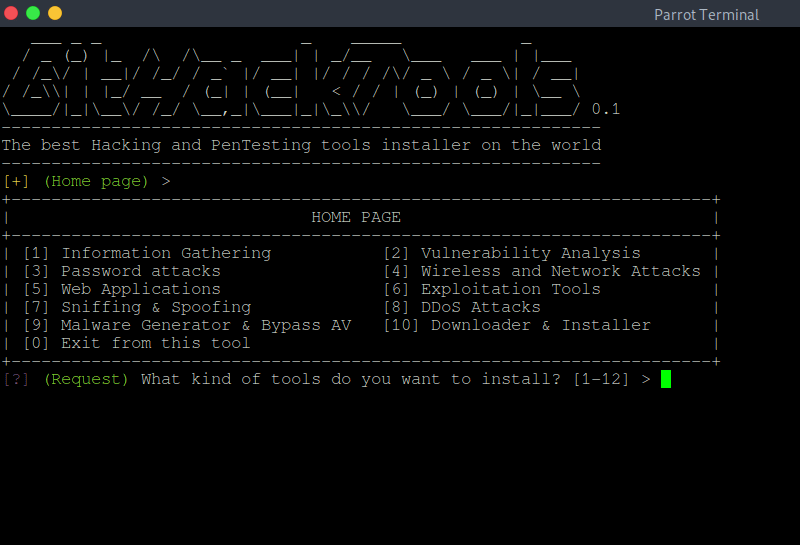 Parrot Terminal
GitHackTools 0.1
The best Hacking and PenTesting tools installer on the world
[+] (Home page) >
HOME PAGE
[1] Information Gathering [2] Vulnerability Analysis
[3] Password attacks [4] Wireless and Network Attacks
[5] Web Applications [6] Exploitation Tools
[7] Sniffing & Spoofing [8] DDoS Attacks
[9] Malware Generator & Bypass AV [10] Downloader & Installer
[0] Exit from this tool
[?] (Request) What kind of tools do you want to install? [1-12] >